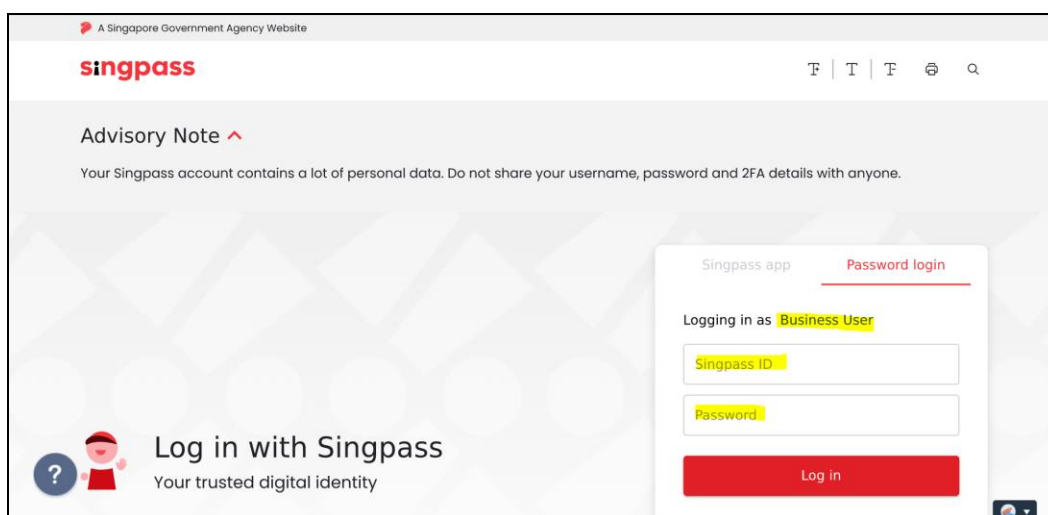 A Singapore Government Agency Website
singpass
T+ | T | T-
Advisory Note
Your Singpass account contains a lot of personal data. Do not share your username, password and 2FA details with anyone.
Singpass app Password login
Logging in as Business User
Singpass ID
Password
Log in with Singpass
Your trusted digital identity
Log in
?